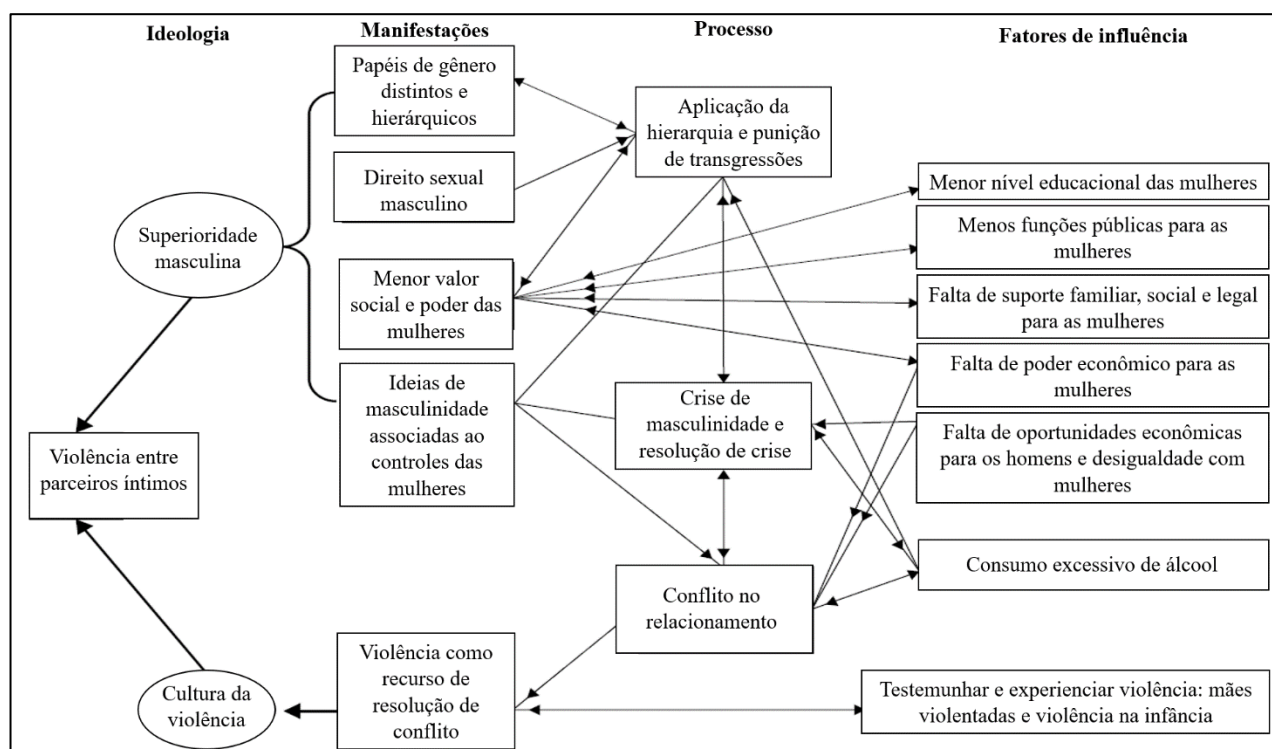 Ideologia
Manifestações
Processo
Fatores de influência
Papéis de gênero
distintos e
hierárquicos
Direito sexual
masculino
Superioridade
masculina
Menor valor
social e poder das
mulheres
Ideias de
masculinidade
associadas ao
controles das
mulheres
Violência entre
parceiros íntimos
Cultura da
violência
Violência como
recurso de
resolução de
conflito
Aplicação da
hierarquia e punição
de transgressões
Crise de
masculinidade e
resolução de crise
Conflito no
relacionamento
Menor nível educacional das mulheres
Menos funções públicas para as
mulheres
Falta de suporte familiar, social e legal
para as mulheres
Falta de poder econômico para as
mulheres
Falta de oportunidades econômicas
para os homens e desigualdade com
mulheres
Consumo excessivo de álcool
Testemunhar e experienciar violência: mães
violentadas e violência na infância